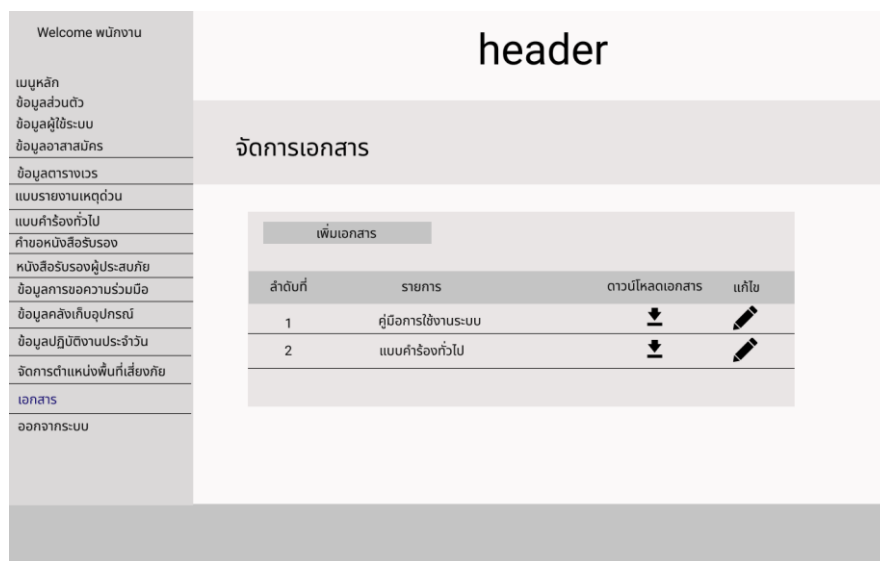 Welcome พนักงาน
header
เมนูหลัก
ข้อมูลส่วนตัว
ข้อมูลผู้ใช้ระบบ
ข้อมูลอาสาสมัคร
ข้อมูลตารางเวร
แบบรายงานเหตุด่วน
แบบคำร้องทั่วไป
คำขอหนังสือรับรอง
หนังสือรับรองผู้ประสบภัย
ข้อมูลการขอความร่วมมือ
ข้อมูลคลังเก็บอุปกรณ์
ข้อมูลปฏิบัติงานประจำวัน
จัดการตำแหน่งพื้นที่เสี่ยงภัย
เอกสาร
ออกจากระบบ
จัดการเอกสาร
เพิ่มเอกสาร
ลำดับที่ รายการ ดาวน์โหลดเอกสาร แก้ไข
1 คู่มือการใช้งานระบบ
2 แบบคำร้องทั่วไป